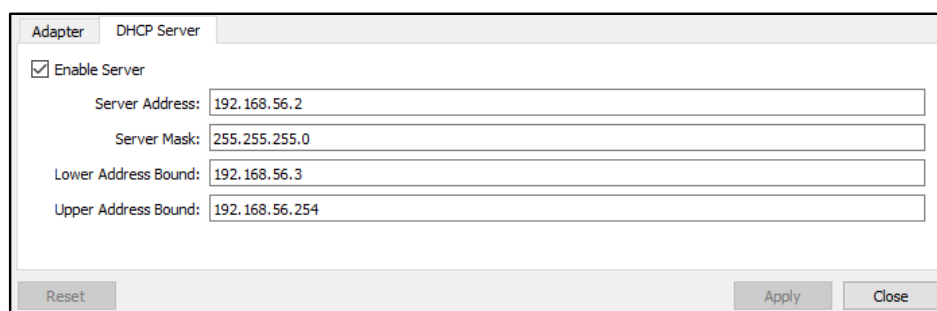 Adapter DHCP Server
Enable Server
Server Address: 192.168.56.2
Server Mask: 255.255.255.0
Lower Address Bound: 192.168.56.3
Upper Address Bound: 192.168.56.254
Reset Apply Close